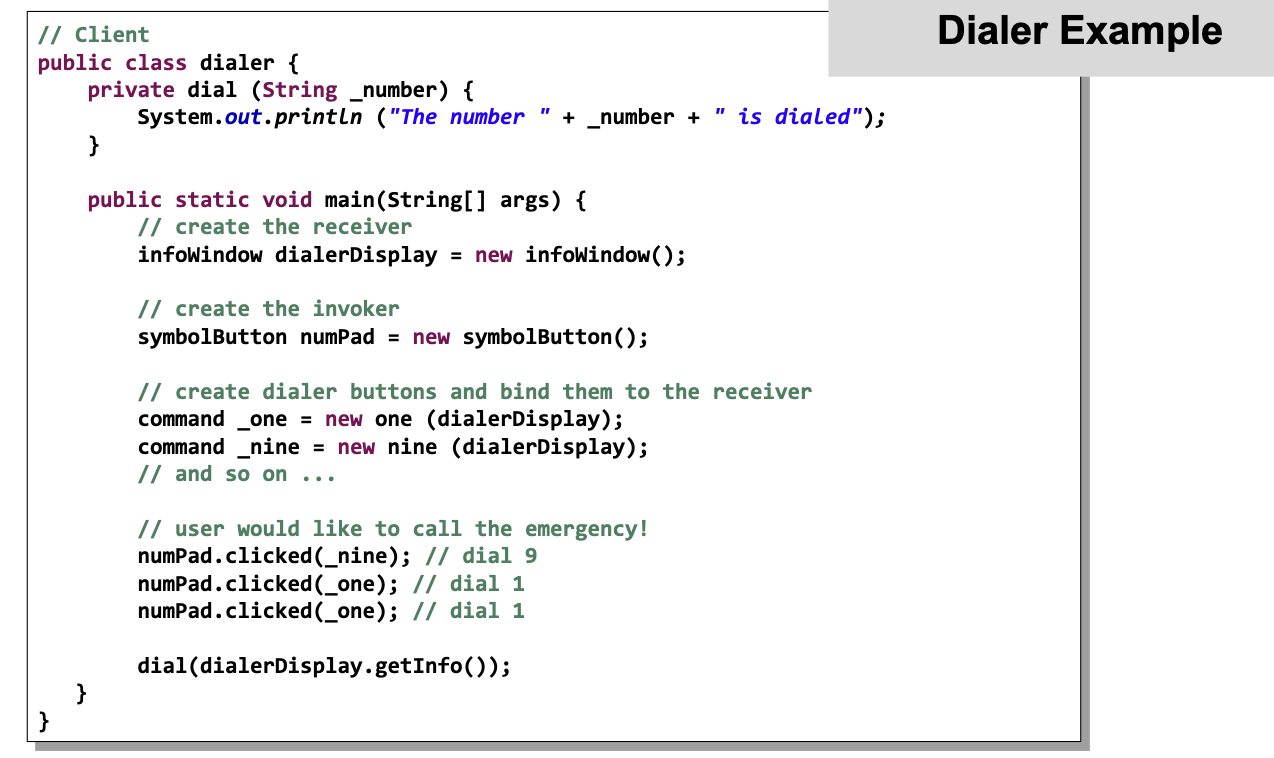 Dialer Example
// Client
public class dialer {
    private dial (String _number) {
        System.out.println ("The number " + _number + " is dialed");
    }

    public static void main(String[] args) {
        // create the receiver
        infoWindow dialerDisplay = new infoWindow();

        // create the invoker
        symbolButton numPad = new symbolButton();

        // create dialer buttons and bind them to the receiver
        command _one = new one (dialerDisplay);
        command _nine = new nine (dialerDisplay);
        // and so on ...

        // user would like to call the emergency!
        numPad.clicked(_nine); // dial 9
        numPad.clicked(_one); // dial 1
        numPad.clicked(_one); // dial 1

        dial(dialerDisplay.getInfo());
   }
}